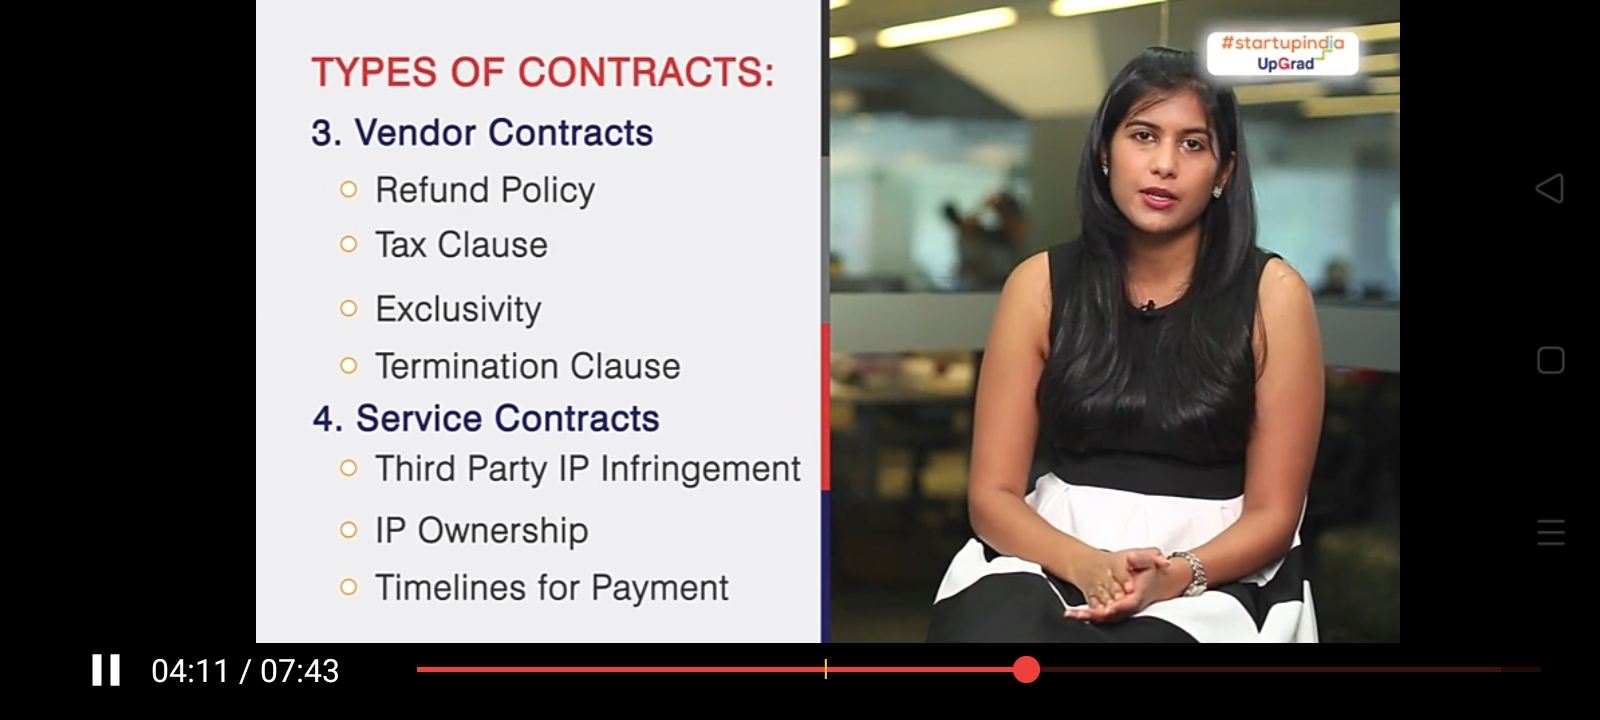 TYPES OF CONTRACTS:
3. Vendor Contracts
Refund Policy
Tax Clause
Exclusivity
Termination Clause
4. Service Contracts
Third Party IP Infringement
IP Ownership
Timelines for Payment
#startupindia
UpGrad
04:11 / 07:43